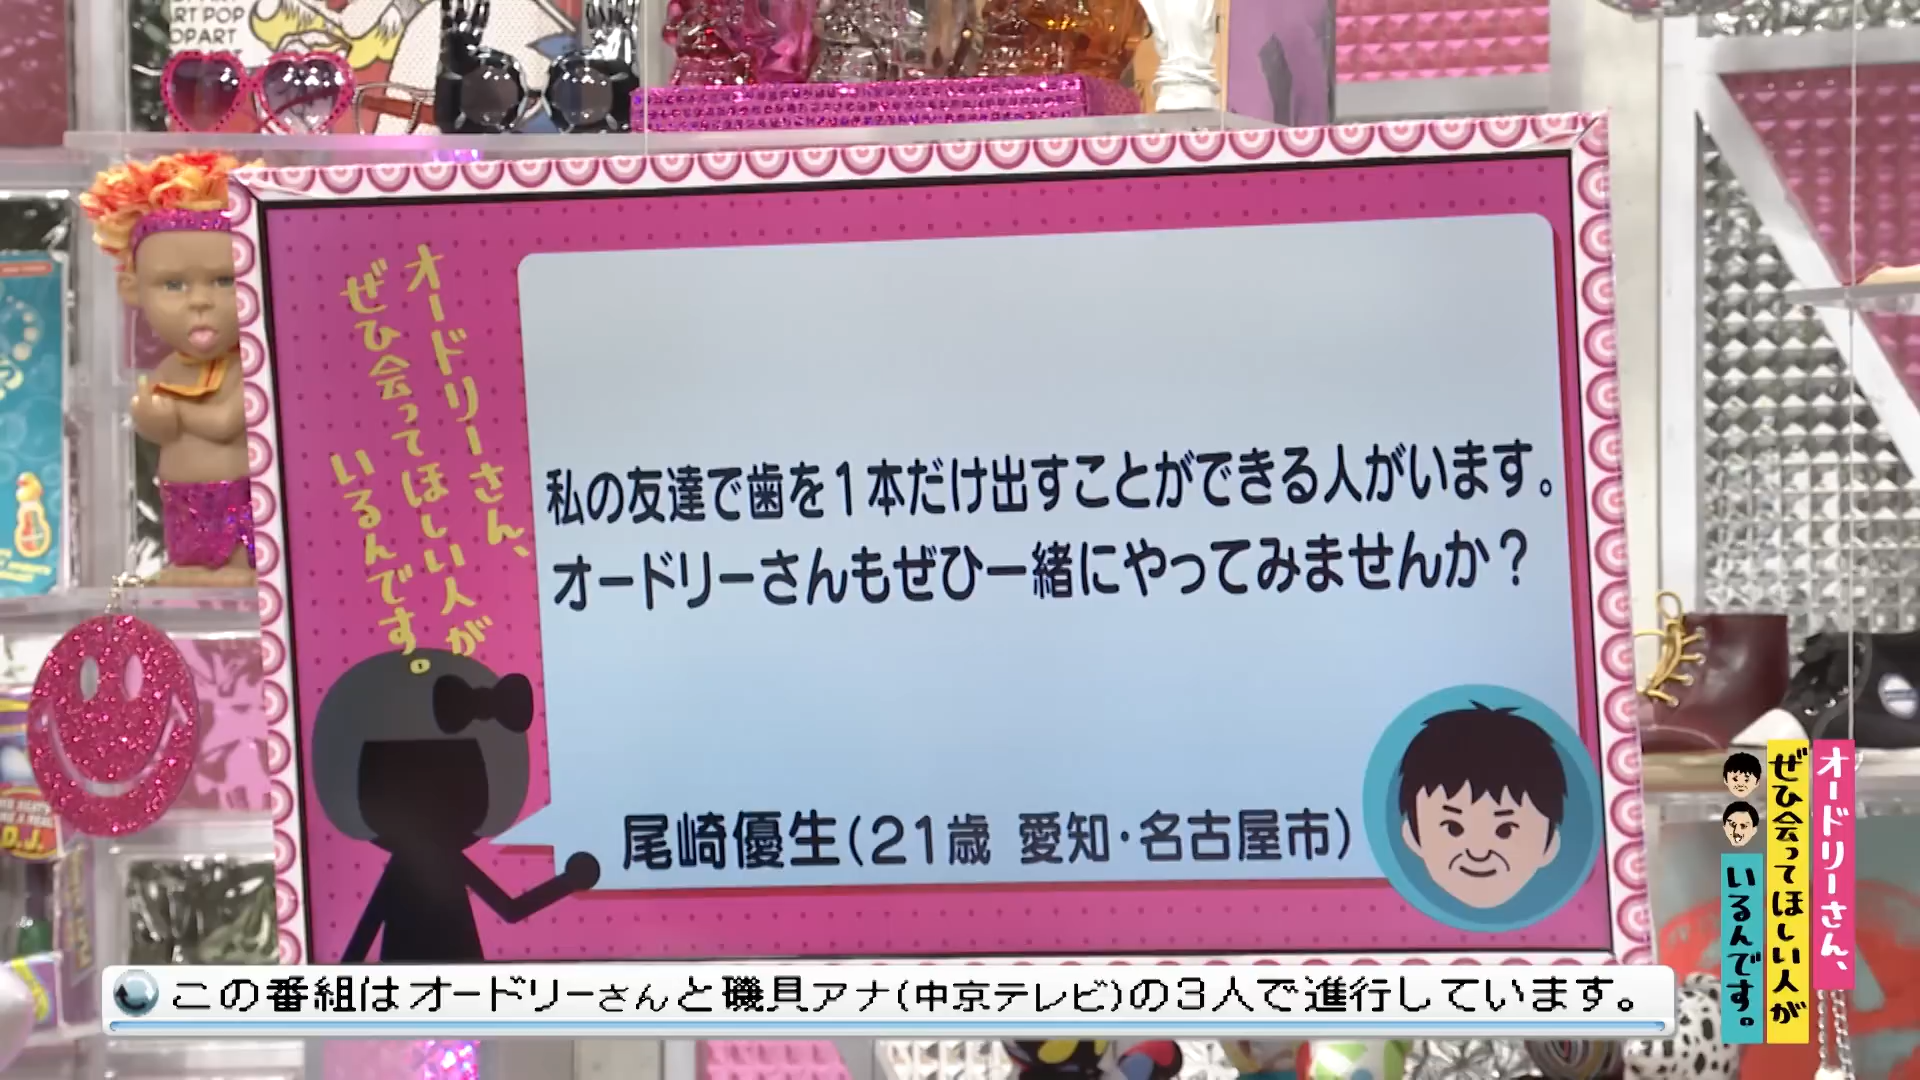 ART POP
OPART
オードリーさん、
ぜひ会ってほしい人が
いるんです。
私の友達で歯を1本だけ出すことができる人がいます。
オードリーさんもぜひ一緒にやってみませんか?
尾崎優生(21歳 愛知・名古屋市)
D.J.
オードリーさん、
ぜひ会ってほしい人が
いるんです。
この番組はオードリーさんと磯貝アナ(中京テレビ)の3人で進行しています。